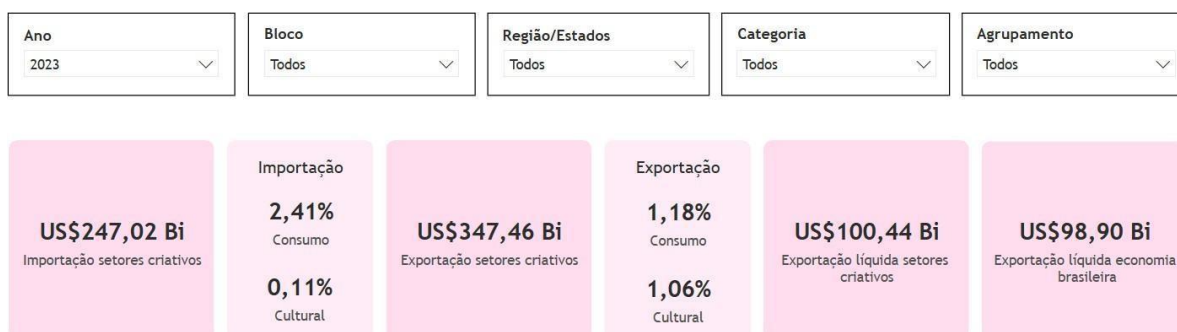 Ano
2023
Bloco
Todos
Região/Estados
Todos
Categoria
Todos
Agrupamento
Todos
US$247,02 Bi
Importação setores criativos
Importação
2,41%
Consumo
0,11%
Cultural
US$347,46 Bi
Exportação setores criativos
Exportação
1,18%
Consumo
1,06%
Cultural
US$100,44 Bi
Exportação líquida setores
criativos
US$98,90 Bi
Exportação líquida economia
brasileira